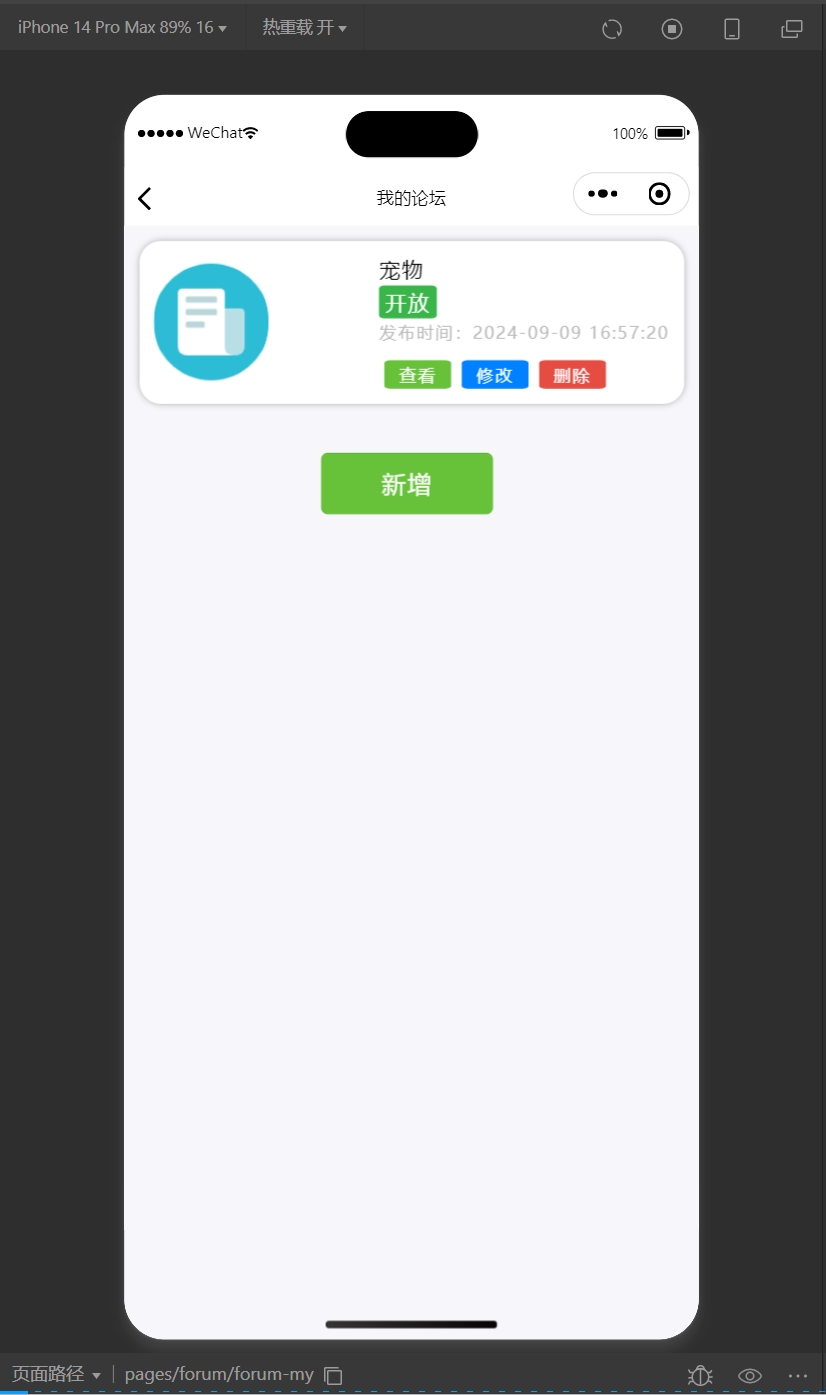 iPhone 14 Pro Max 89% 16 热重载 开
WeChat 100%
我的论坛
宠物
开放
发布时间：2024-09-09 16:57:20
查看 修改 删除
新增
页面路径 pages/forum/forum-my